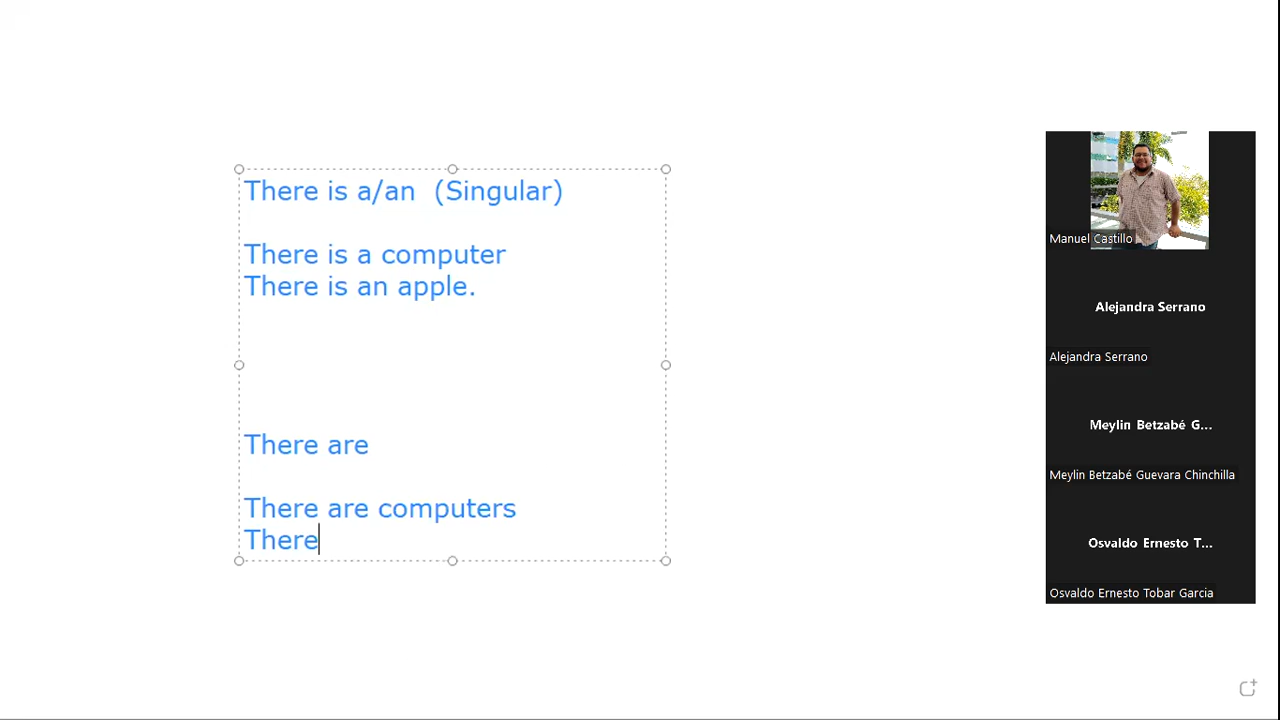 There is a/an (Singular)
There is a computer
There is an apple.
There are
There are computers
There
Manuel Castillo
Alejandra Serrano
Alejandra Serrano
Meylin Betzabé G...
Meylin Betzabé Guevara Chinchilla
Osvaldo Ernesto T...
Osvaldo Ernesto Tobar Garcia